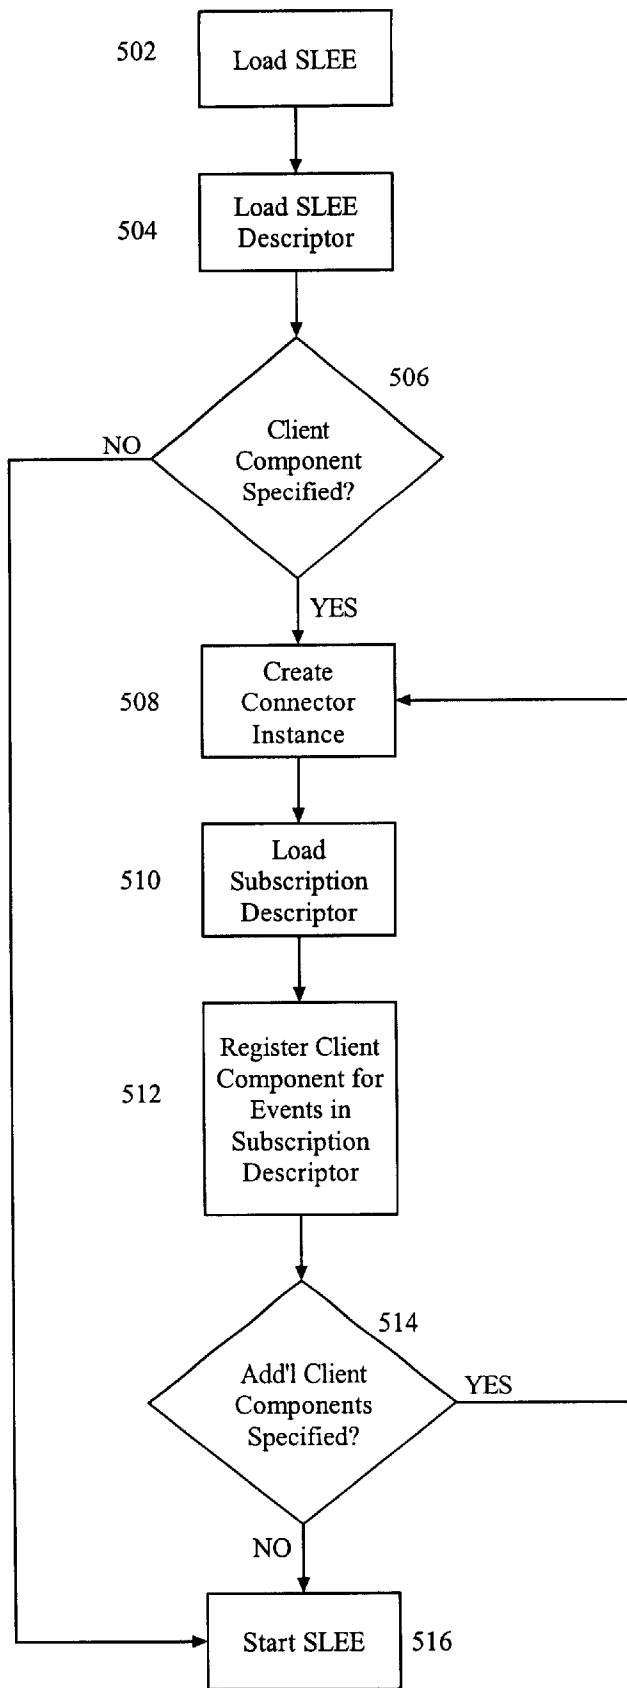 502
Load SLEE
504
Load SLEE
Descriptor
506
Client
Component
Specified?
NO
YES
508
Create
Connector
Instance
510
Load
Subscription
Descriptor
512
Register Client
Component for
Events in
Subscription
Descriptor
514
Add'l Client
Components
Specified?
YES
NO
Start SLEE
516